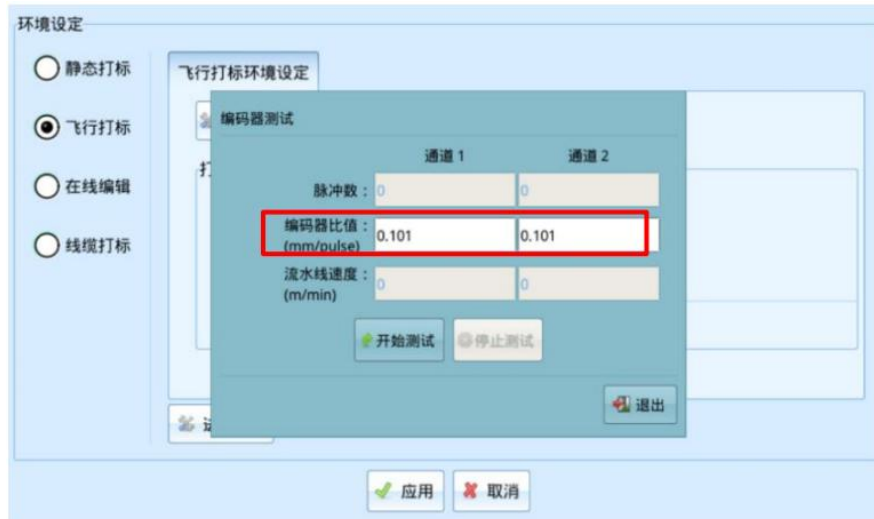 环境设定
静态打标
飞行打标
在线编辑
线缆打标
飞行打标环境设定
编码器测试
通道 1 通道 2
脉冲数： 0 0
编码器比值： 0.101 0.101
(mm/pulse)
流水线速度： 0 0
(m/min)
开始测试 停止测试
退出
应用 取消